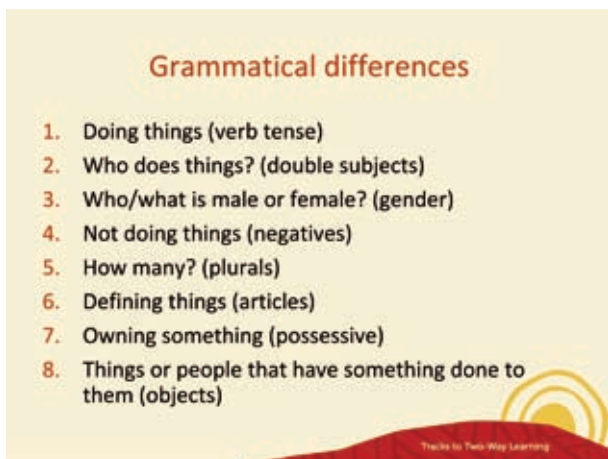 Grammatical differences
1. Doing things (verb tense)
2. Who does things? (double subjects)
3. Who/what is male or female? (gender)
4. Not doing things (negatives)
5. How many? (plurals)
6. Defining things (articles)
7. Owning something (possessive)
8. Things or people that have something done to
them (objects)
Tracks to Two-Way Learning